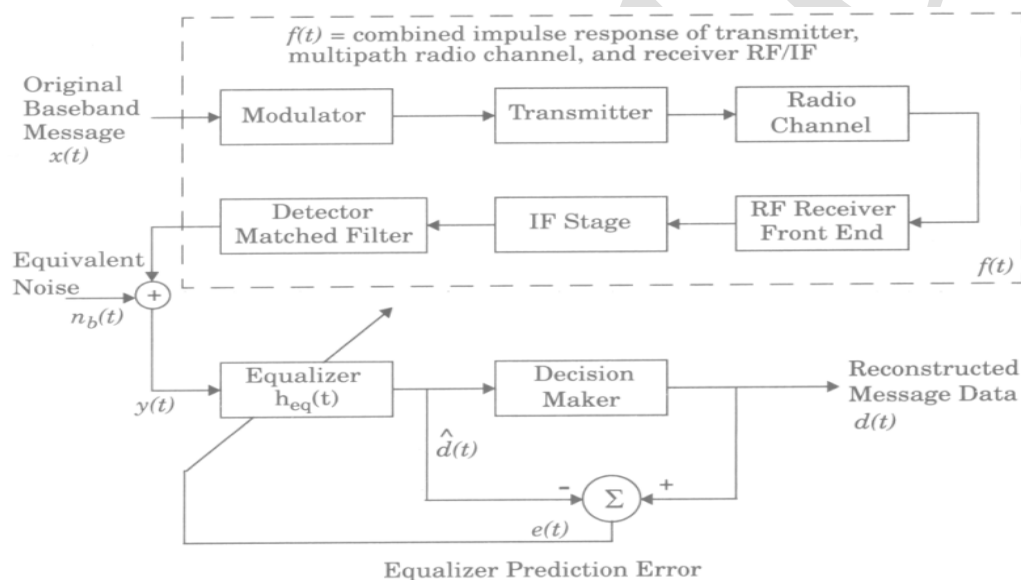 f(t) = combined impulse response of transmitter,
multipath radio channel, and receiver RF/IF
Original
Baseband
Message
x(t)
Modulator
Transmitter
Radio
Channel
Detector
Matched Filter
IF Stage
RF Receiver
Front End
f(t)
Equivalent
Noise
n_b(t)
+
y(t)
Equalizer
h_eq(t)
Decision
Maker
Reconstructed
Message Data
d(t)
d̂(t)
-
Σ
+
e(t)
Equalizer Prediction Error